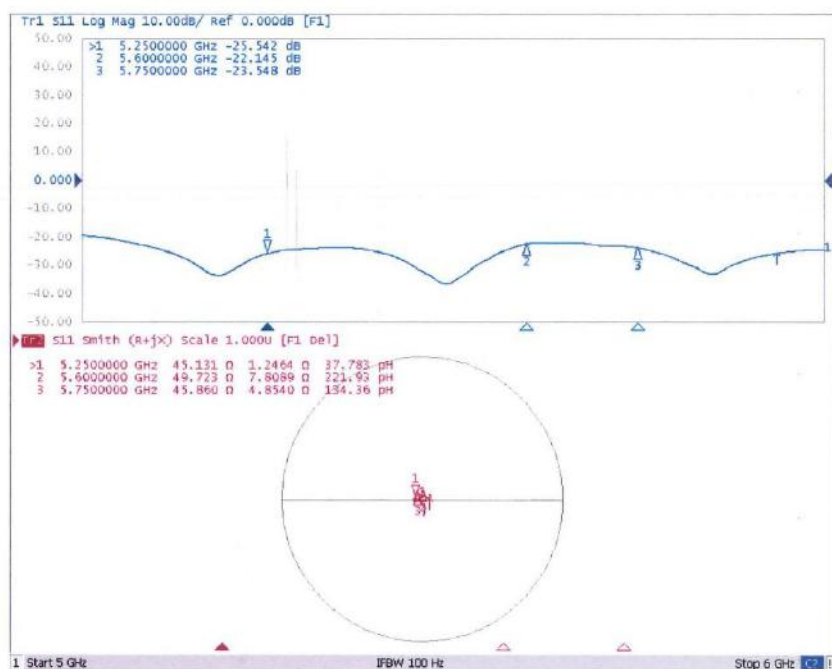 Tr1 S11 Log Mag 10.00dB/ Ref 0.000dB [F1]
50.00
>1 5.2500000 GHz -25.542 dB
2 5.6000000 GHz -22.145 dB
3 5.7500000 GHz -23.548 dB
40.00
30.00
20.00
10.00
0.000
-10.00
-20.00
-30.00
-40.00
-50.00
1
2
3
1
Tr2 S11 Smith (R+jX) Scale 1.000U [F1 Del]
>1 5.2500000 GHz 45.131 Ω 1.2464 Ω 37.783 pH
2 5.6000000 GHz 49.723 Ω 7.8089 Ω 221.93 pH
3 5.7500000 GHz 45.860 Ω 4.8540 Ω 134.36 pH
1
1 Start 5 GHz
IFBW 100 Hz
Stop 6 GHz